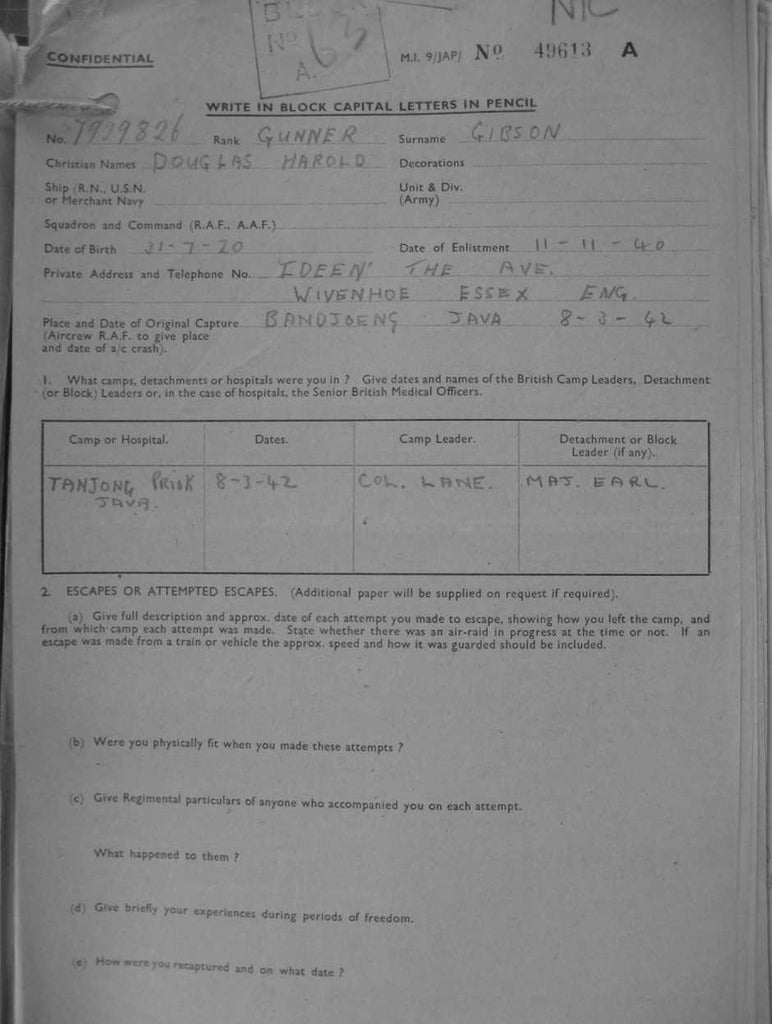 NIC
BL
No 63
A.
CONFIDENTIAL
M.I. 9/JAP/ No 49613 A
WRITE IN BLOCK CAPITAL LETTERS IN PENCIL
No. 7929826 Rank GUNNER Surname GIBSON
Christian Names DOUGLAS HAROLD Decorations
Ship (R.N., U.S.N. Unit & Div.
or Merchant Navy (Army)
Squadron and Command (R.A.F., A.A.F.)
Date of Birth 31-7-20 Date of Enlistment 11-11-40
Private Address and Telephone No. IDEEN' THE AVE.
WIVENHOE ESSEX ENG.
Place and Date of Original Capture BANDJOENG JAVA 8-3-42
(Aircrew R.A.F. to give place
and date of a/c crash).
1. What camps, detachments or hospitals were you in ? Give dates and names of the British Camp Leaders, Detachment
(or Block) Leaders or, in the case of hospitals, the Senior British Medical Officers.
Camp or Hospital. Dates. Camp Leader. Detachment or Block
Leader (if any).
TANJONG PRIOK 8-3-42 COL. LANE. MAJ. EARL.
JAVA.
2. ESCAPES OR ATTEMPTED ESCAPES. (Additional paper will be supplied on request if required).
(a) Give full description and approx. date of each attempt you made to escape, showing how you left the camp, and
from which camp each attempt was made. State whether there was an air-raid in progress at the time or not. If an
escape was made from a train or vehicle the approx. speed and how it was guarded should be included.
(b) Were you physically fit when you made these attempts ?
(c) Give Regimental particulars of anyone who accompanied you on each attempt.
What happened to them ?
(d) Give briefly your experiences during periods of freedom.
(e) How were you recaptured and on what date ?